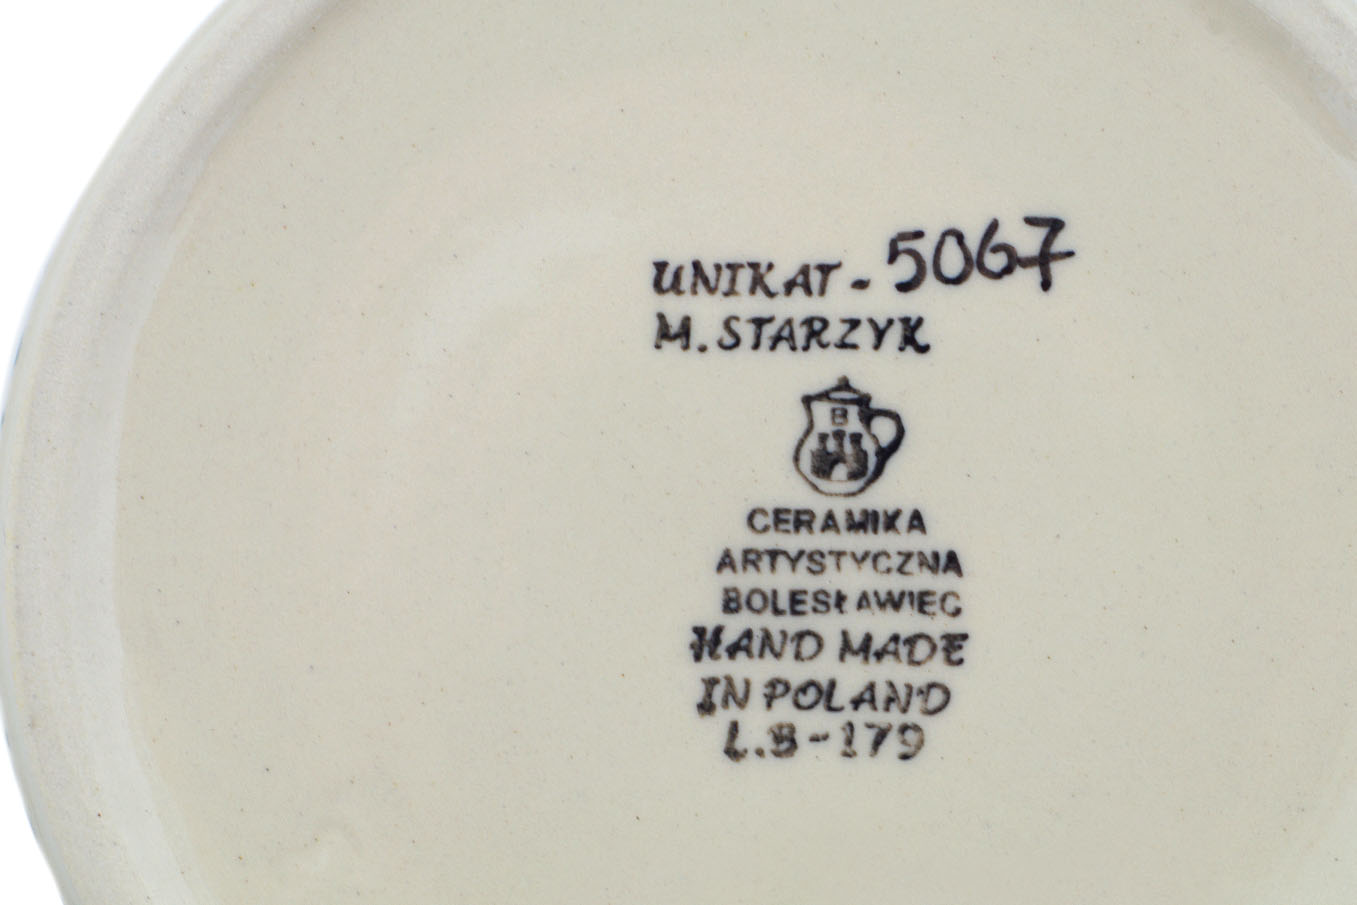 UNIKAT - 5067
M. STARZYK
B
CERAMIKA
ARTYSTYCZNA
BOLESŁAWIEC
HAND MADE
IN POLAND
L.B-179